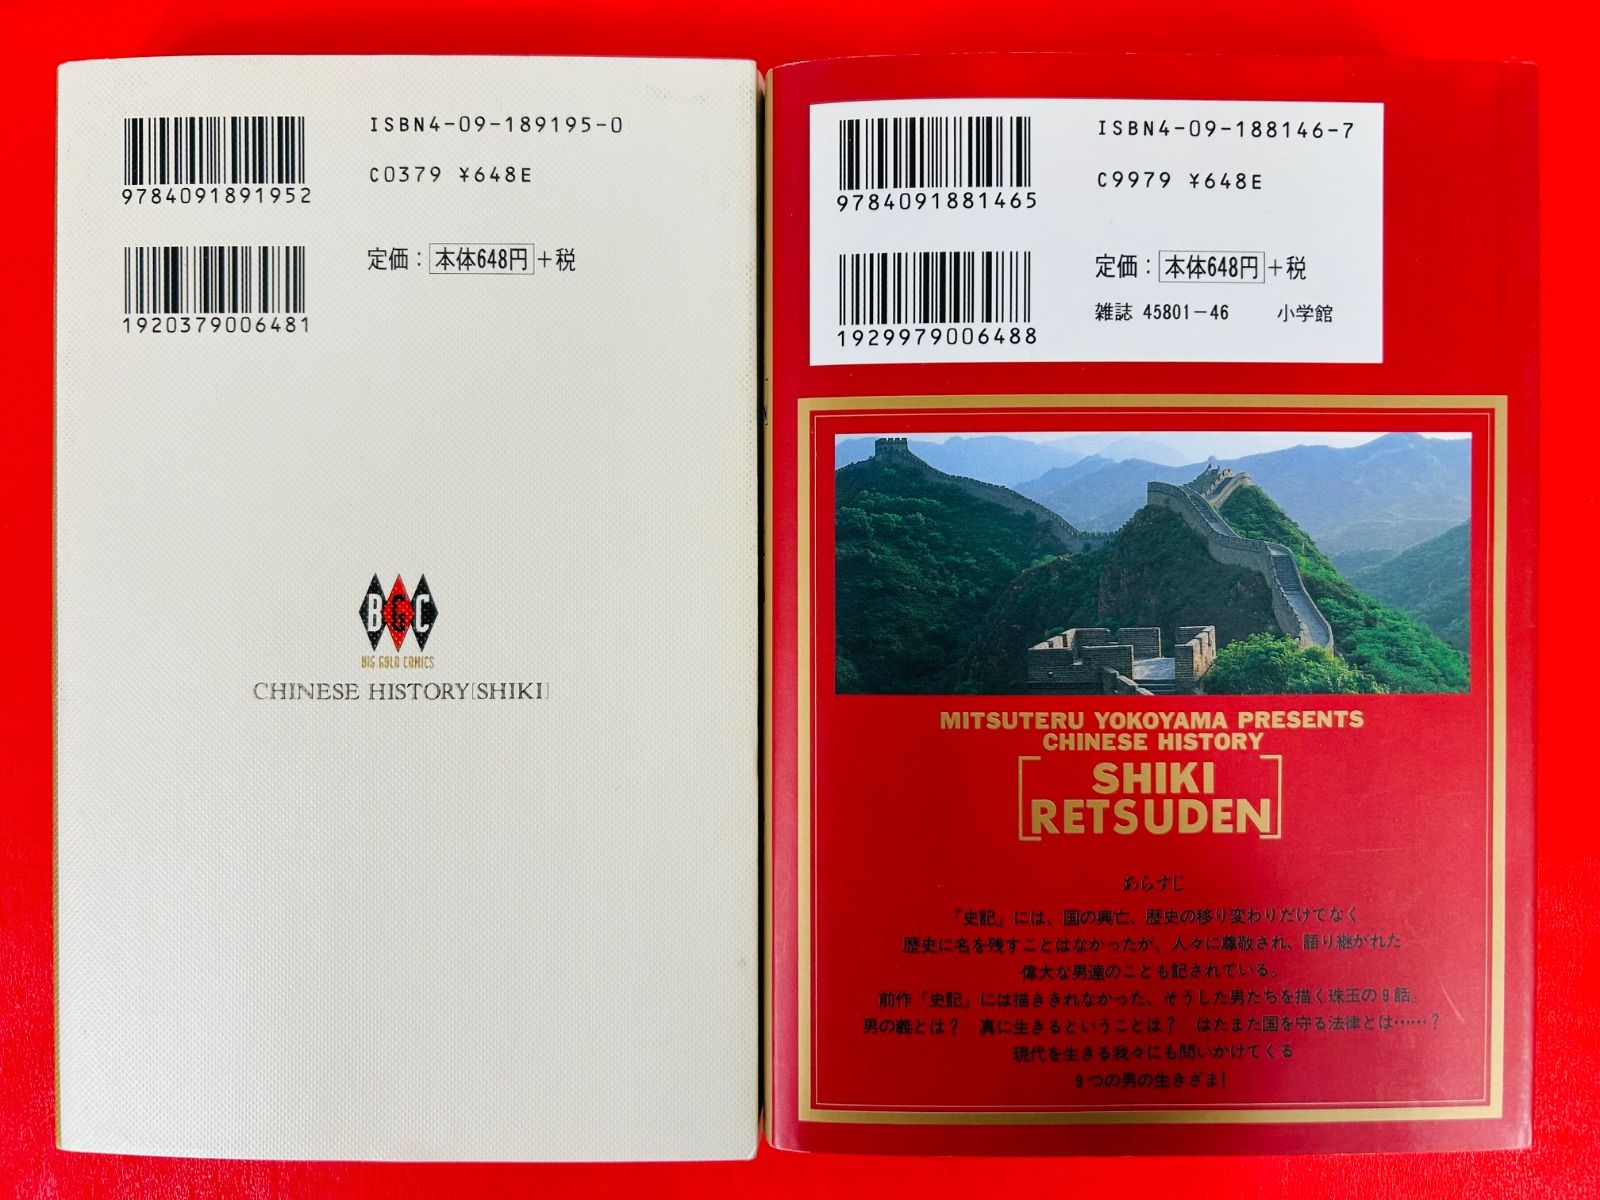 ISBN4-09-189195-0
9784091891952
C0379 ¥648E
定価：本体648円+税
1920379006481
BGC
BIG GOLD COMICS
CHINESE HISTORY[SHIKI]
ISBN4-09-188146-7
9784091881465
C9979 ¥648E
定価：本体648円+税
雑誌 45801-46 小学館
1929979006488
MITSUTERU YOKOYAMA PRESENTS
CHINESE HISTORY
[SHIKI
RETSUDEN]
あらすじ
『史記』には、国の興亡、歴史の移り変わりだけでなく
歴史に名を残すことはなかったが、人々に尊敬され、語り継がれた
偉大な男達のことも記されている。
前作『史記』には描ききれなかった、そうした男たちを描く珠玉の9話。
男の義とは？ 真に生きるということは？ はたまた国を守る法律とは……？
現代を生きる我々にも問いかけてくる
9つの男の生きざま！